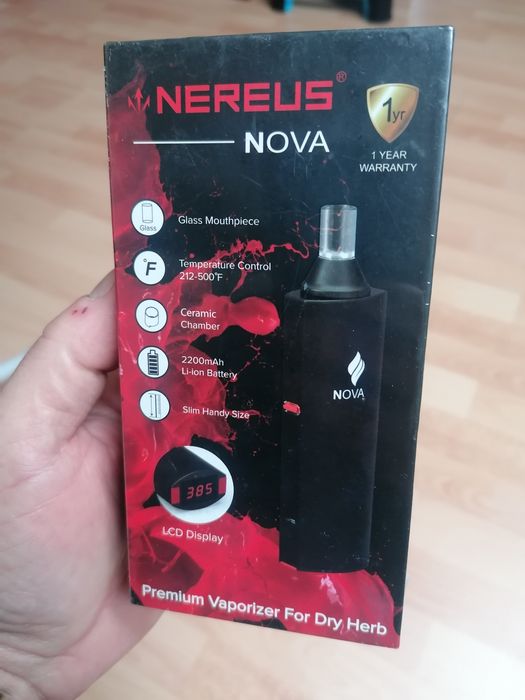 NEREUS®
NOVA
1yr
1 YEAR
WARRANTY
Glass
Glass Mouthpiece
°F
Temperature Control
212-500°F
Ceramic
Chamber
2200mAh
Li-ion Battery
Slim Handy Size
NOVA
385
LCD Display
Premium Vaporizer For Dry Herb